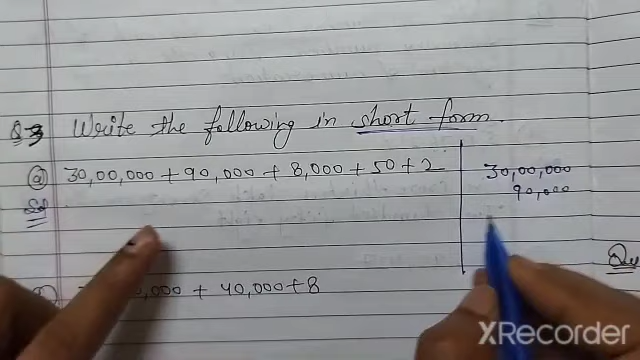 Q3 Write the following in short form.
(a) 30,00,000 + 90,000 + 8,000 + 50 + 2
30,00,000
90,000
Sol
+ 40,000 + 8
XRecorder